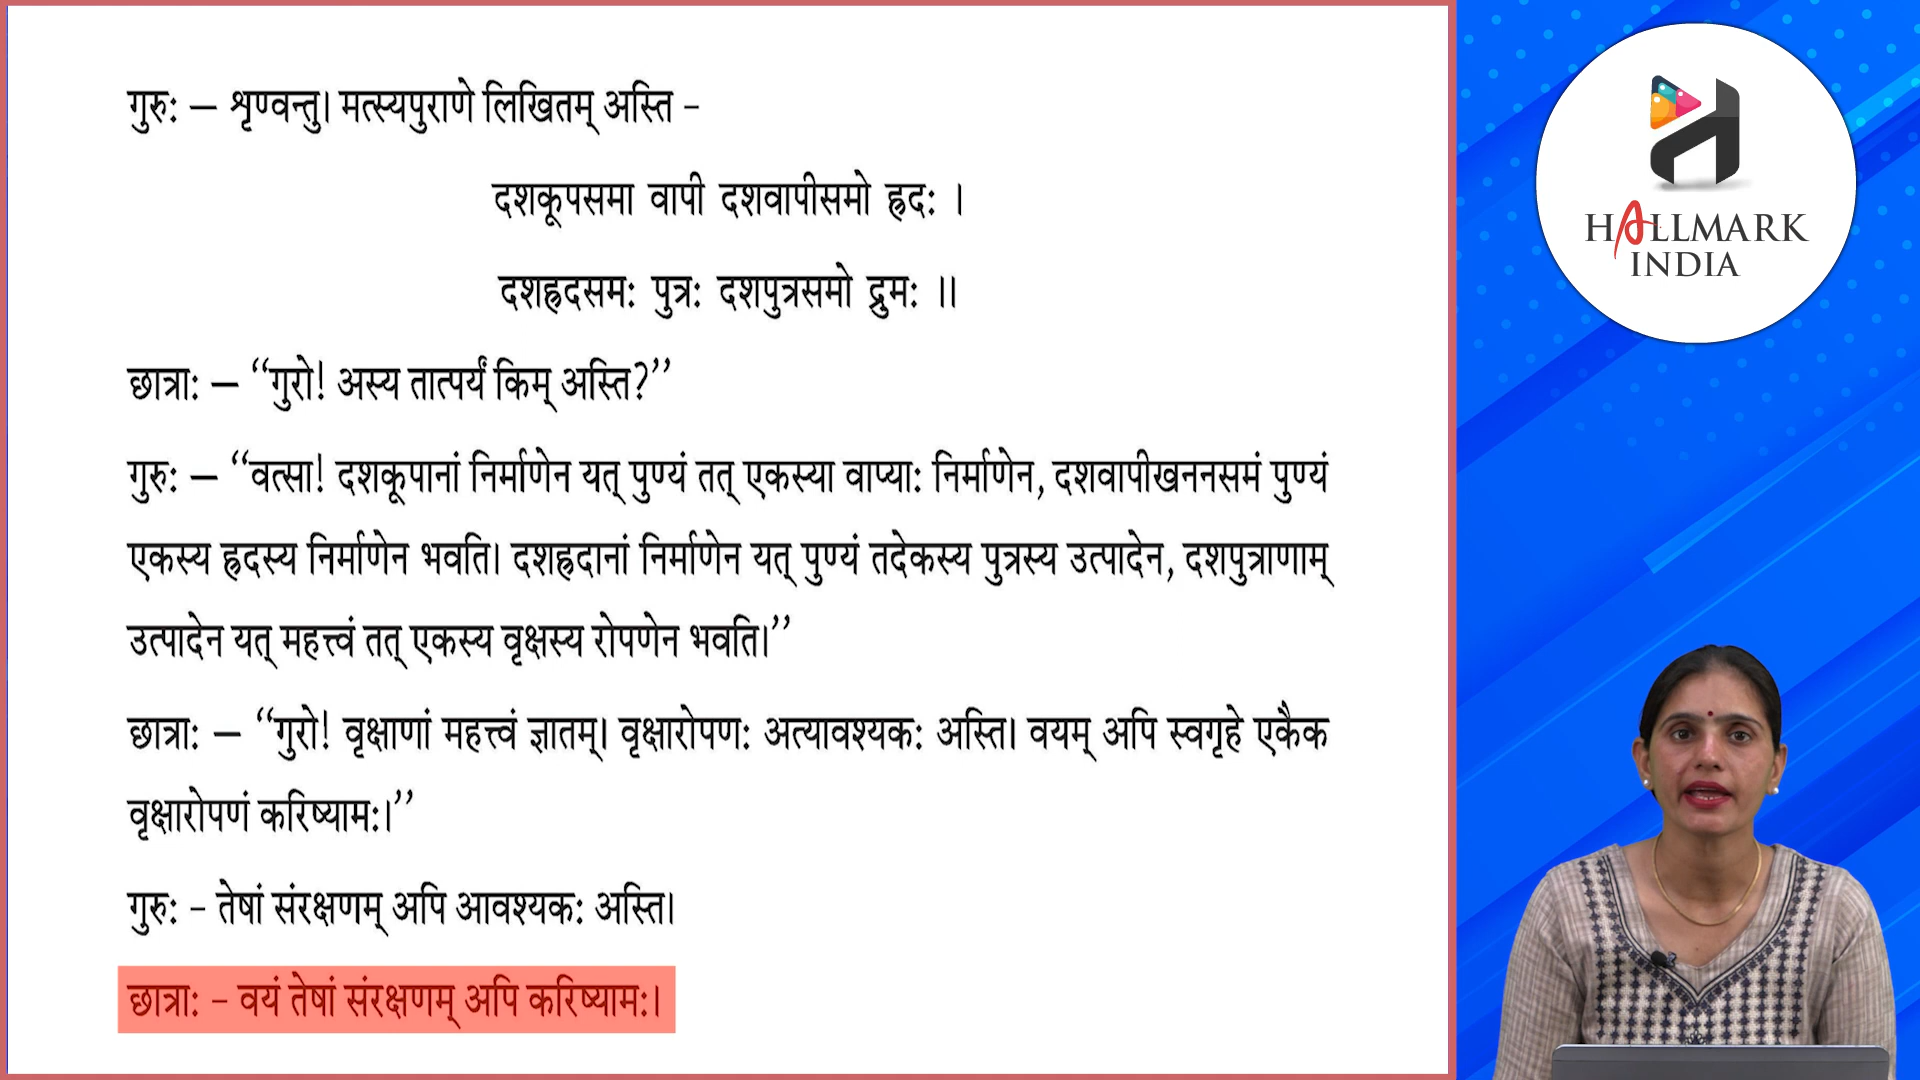 गुरु: – शृण्वन्तु। मत्स्यपुराणे लिखितम् अस्ति -
दशकूपसमा वापी दशवापीसमो ह्रद: ।
दशह्रदसम: पुत्र: दशपुत्रसमो द्रुम: ॥
छात्रा: – “गुरो! अस्य तात्पर्यं किम् अस्ति?”
गुरु: – “वत्सा! दशकूपानां निर्माणेन यत् पुण्यं तत् एकस्या वाप्या: निर्माणेन, दशवापीखननसमं पुण्यं
एकस्य ह्रदस्य निर्माणेन भवति। दशह्रदानां निर्माणेन यत् पुण्यं तदेकस्य पुत्रस्य उत्पादेन, दशपुत्राणाम्
उत्पादेन यत् महत्त्वं तत् एकस्य वृक्षस्य रोपणेन भवति।”
छात्रा: – “गुरो! वृक्षाणां महत्त्वं ज्ञातम्। वृक्षारोपण: अत्यावश्यक: अस्ति। वयम् अपि स्वगृहे एकैक
वृक्षारोपणं करिष्याम:।”
गुरु: - तेषां संरक्षणम् अपि आवश्यक: अस्ति।
छात्रा: - वयं तेषां संरक्षणम् अपि करिष्याम:।
HALLMARK
INDIA